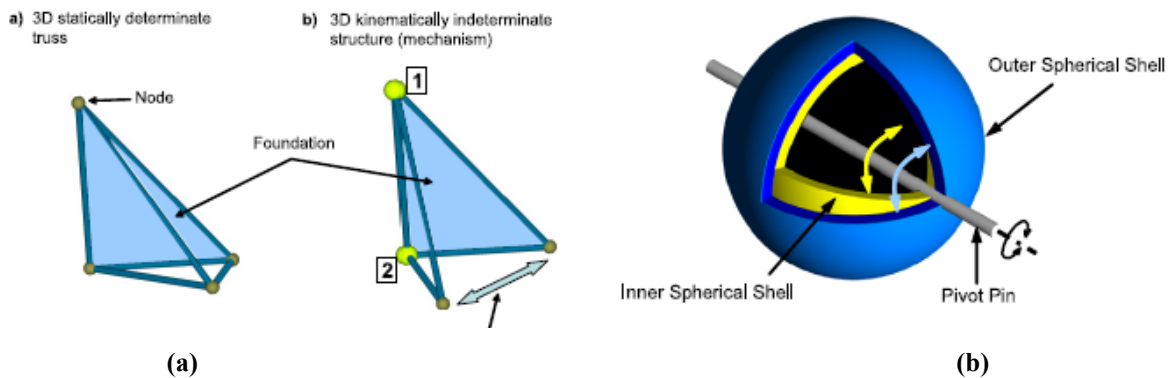 a) 3D statically determinate
truss
b) 3D kinematically indeterminate
structure (mechanism)
Node
1
Foundation
2
Outer Spherical Shell
Inner Spherical Shell
Pivot Pin
(a)
(b)